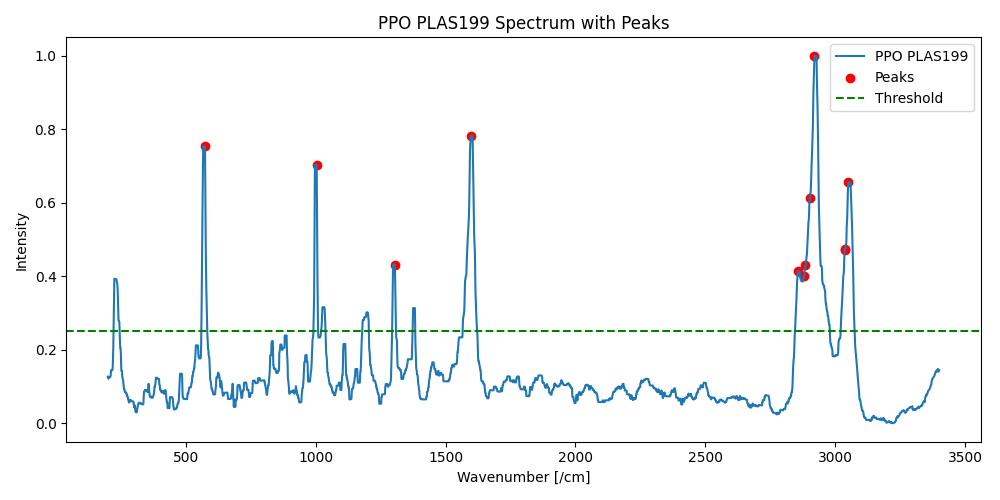 PPO PLAS199 Spectrum with Peaks
PPO PLAS199
Peaks
Threshold
Intensity
1.0
0.8
0.6
0.4
0.2
0.0
500 1000 1500 2000 2500 3000 3500
Wavenumber [/cm]